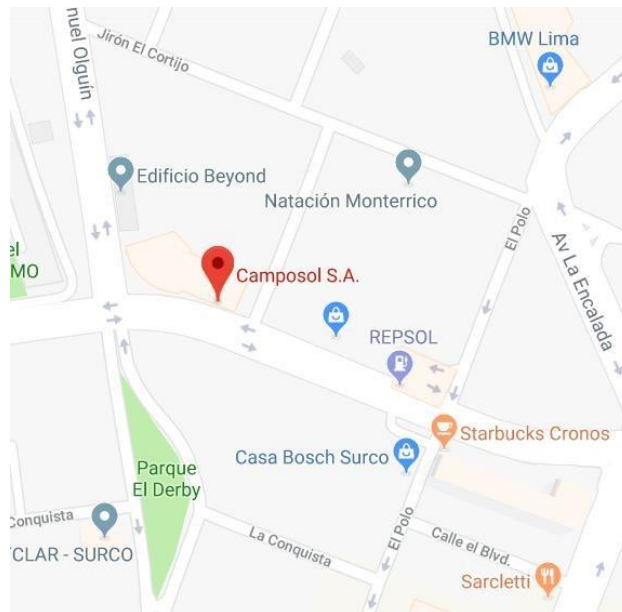 nuel Olguín
Jirón El Cortijo
BMW Lima
Edificio Beyond
Natación Monterrico
El Polo
Av La Encalada
el
MO
Camposol S.A.
REPSOL
Starbucks Cronos
Casa Bosch Surco
Parque
El Derby
Conquista
TCLAR - SURCO
La Conquista
El Polo
Calle el Blvd.
Sarcletti